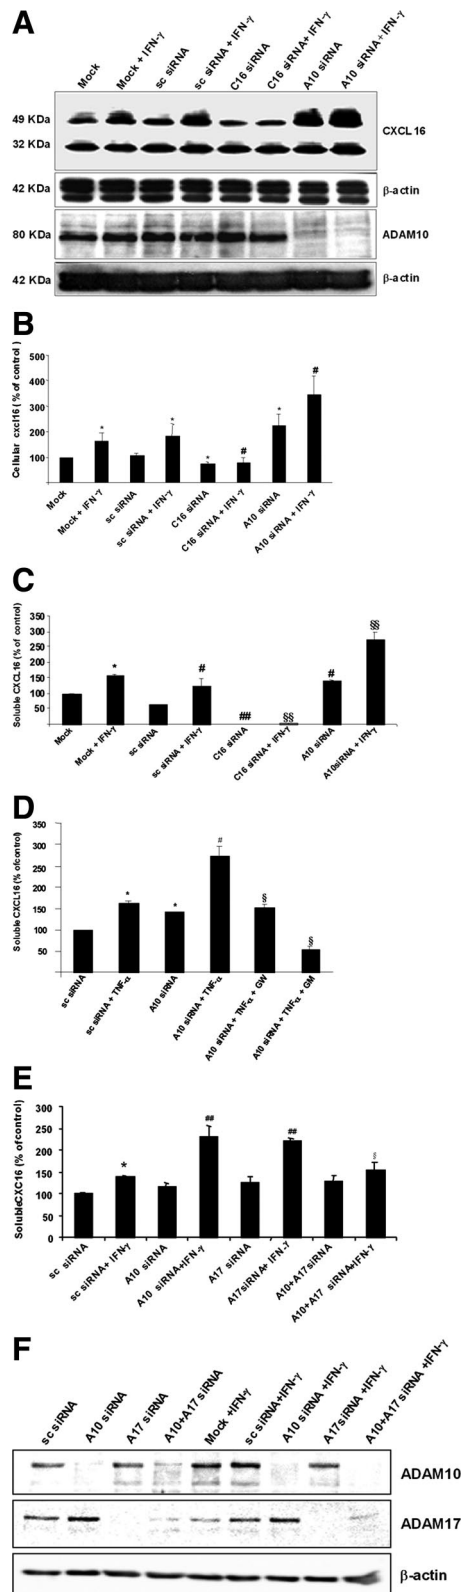 A
Mock
Mock + IFN-γ
sc siRNA
sc siRNA + IFN-γ
C16 siRNA
C16 siRNA+ IFN-γ
A10 siRNA
A10 siRNA+ IFN-γ
49 KDa
32 KDa
CXCL16
42 KDa
β-actin
80 KDa
ADAM10
42 KDa
β-actin
B
Cellular cxcl16 ( % of control )
500
400
300
200
100
* * * # * #
Mock
Mock + IFN-γ
sc siRNA
sc siRNA + IFN-γ
C16 siRNA
C16 siRNA + IFN-γ
A10 siRNA
A10 siRNA + IFN γ
C
Soluble CXCL16 (% of control)
350
300
250
200
150
100
50
* # ## §§ # §§
Mock
Mock + IFN-γ
sc siRNA
sc siRNA + IFN-γ
C16 siRNA
C16 siRNA + IFN-γ
A10 siRNA
A10siRNA + IFN-γ
D
Soluble CXCL16 (% ofcontrol)
350
300
250
200
150
100
50
* * # § §
sc siRNA
sc siRNA + TNF-α
A10 siRNA
A10 siRNA + TNF-α
A10 siRNA + TNFα + GW
A10 siRNA + TNFα + GM
E
SolubleCXC16 (% ofcontrol)
300
250
200
150
100
50
0
* ## ## §
sc siRNA
sc siRNA+ IFN-γ
A10 siRNA
A10 siRNA+IFN-γ
A17 siRNA
A17siRNA+ IFN-γ
A10+A17siRNA
A10+A17 siRNA+IFN-γ
F
sc siRNA
A10 siRNA
A17 siRNA
A10+A17 siRNA
Mock +IFN-γ
sc siRNA+IFN-γ
A10 siRNA +IFN-γ
A17siRNA +IFN-γ
A10+A17 siRNA +IFN-γ
ADAM10
ADAM17
β-actin